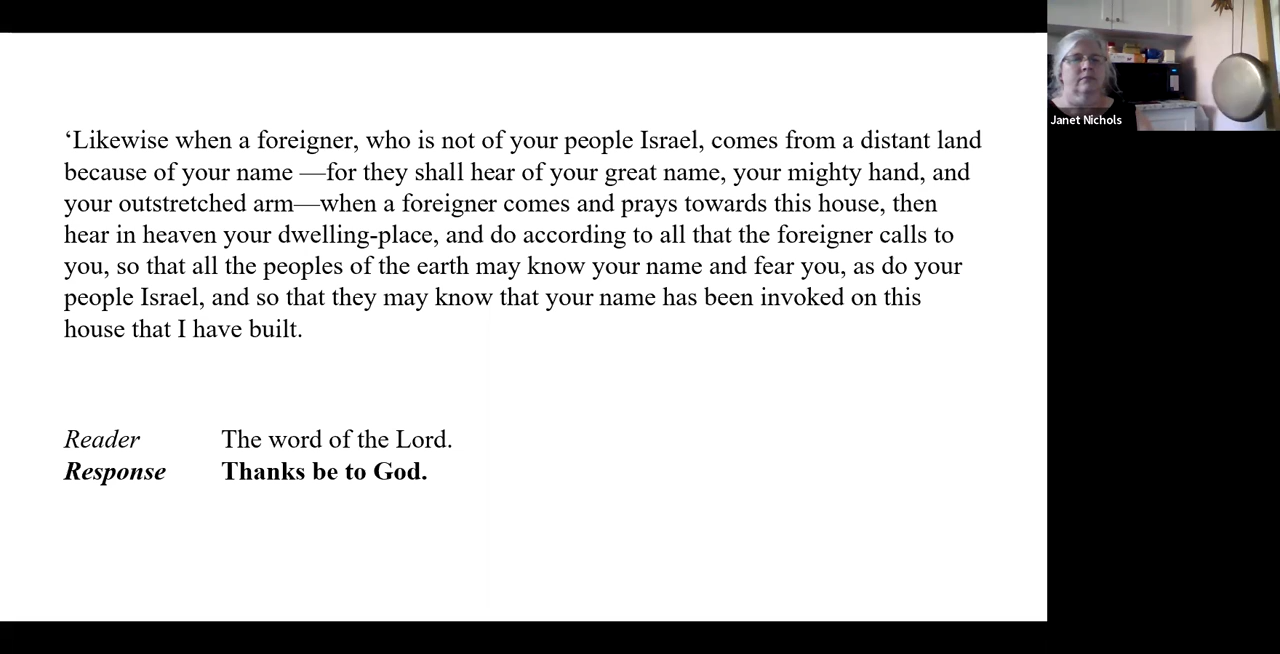 ‘Likewise when a foreigner, who is not of your people Israel, comes from a distant land
because of your name —for they shall hear of your great name, your mighty hand, and
your outstretched arm—when a foreigner comes and prays towards this house, then
hear in heaven your dwelling-place, and do according to all that the foreigner calls to
you, so that all the peoples of the earth may know your name and fear you, as do your
people Israel, and so that they may know that your name has been invoked on this
house that I have built.
Reader The word of the Lord.
Response Thanks be to God.
Janet Nichols